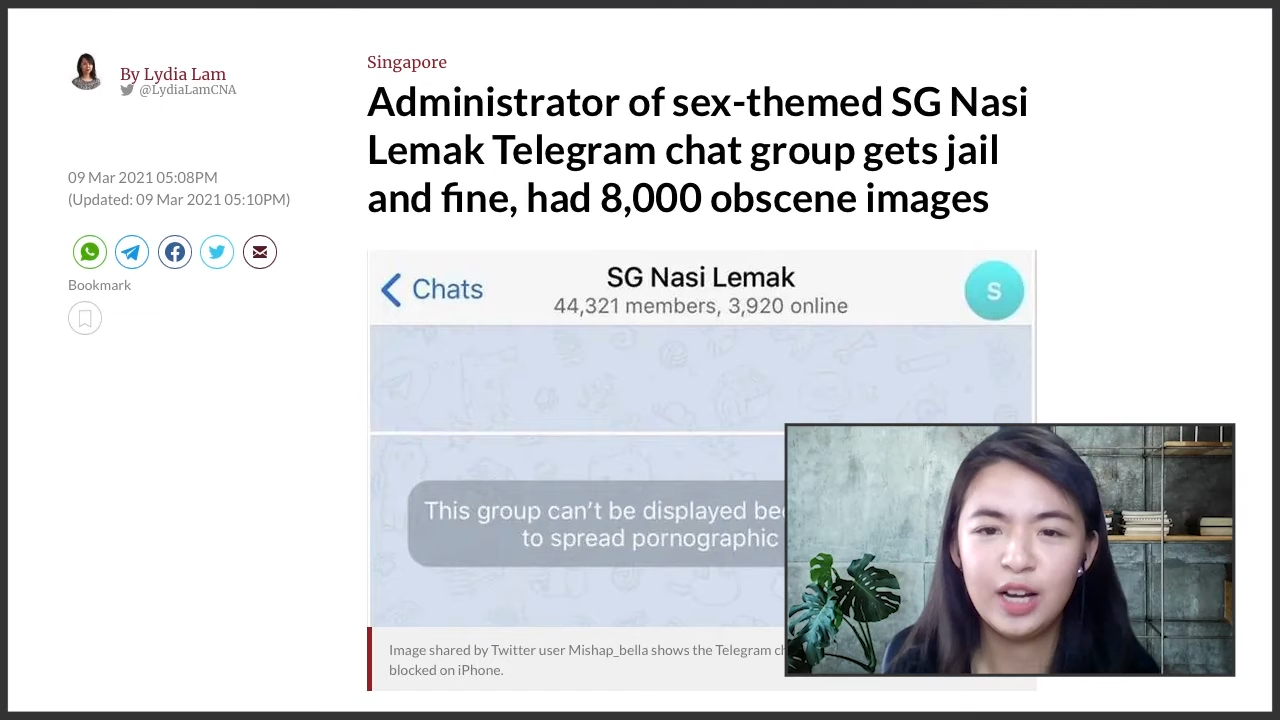 By Lydia Lam
@LydiaLamCNA
09 Mar 2021 05:08PM
(Updated: 09 Mar 2021 05:10PM)
Bookmark
Singapore
Administrator of sex-themed SG Nasi
Lemak Telegram chat group gets jail
and fine, had 8,000 obscene images
Chats
SG Nasi Lemak
44,321 members, 3,920 online
S
This group can't be displayed
to spread pornographic
Image shared by Twitter user Mishap_bella shows the Telegram
blocked on iPhone.